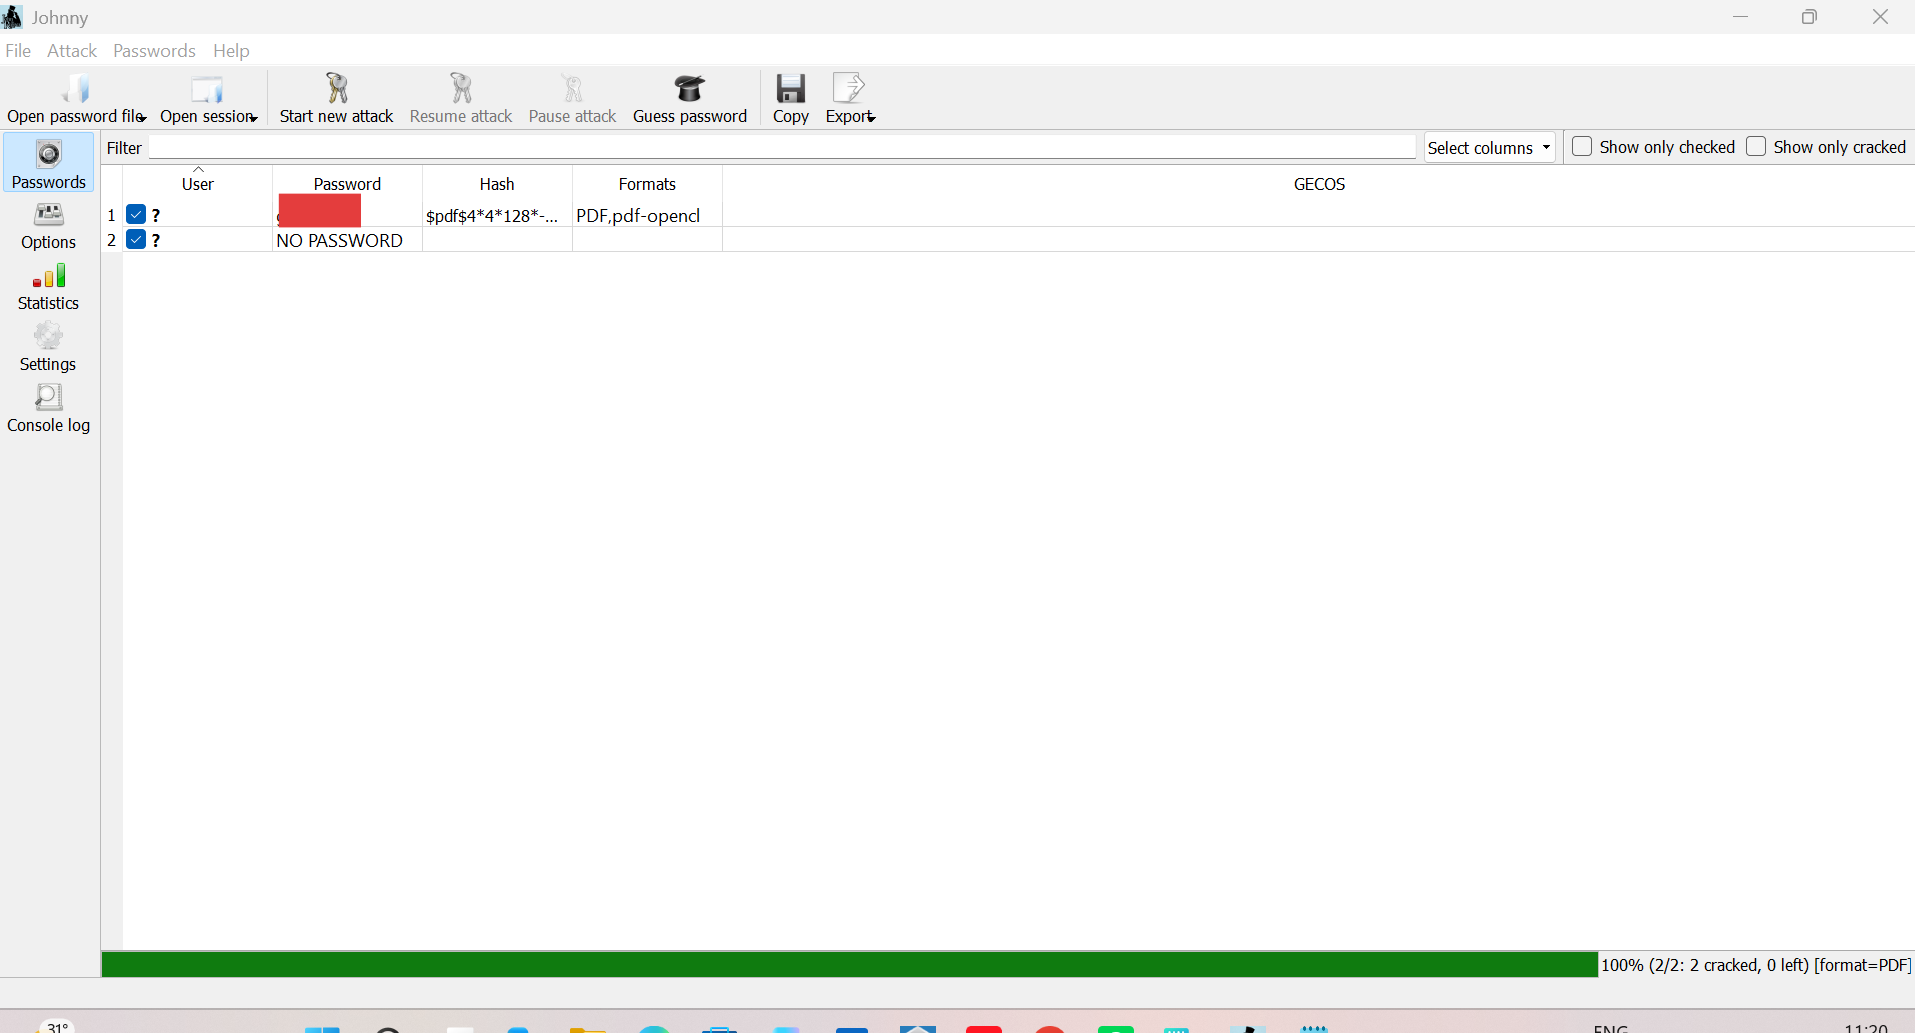 Johnny
File Attack Passwords Help
Open password file Open session Start new attack Resume attack Pause attack Guess password Copy Export
Passwords
Options
Statistics
Settings
Console log
Filter Select columns Show only checked Show only cracked
User Password Hash Formats GECOS
1 ? $pdf$4*4*128*-... PDF,pdf-opencl
2 ? NO PASSWORD
100% (2/2: 2 cracked, 0 left) [format=PDF]
31° ENG 11:20